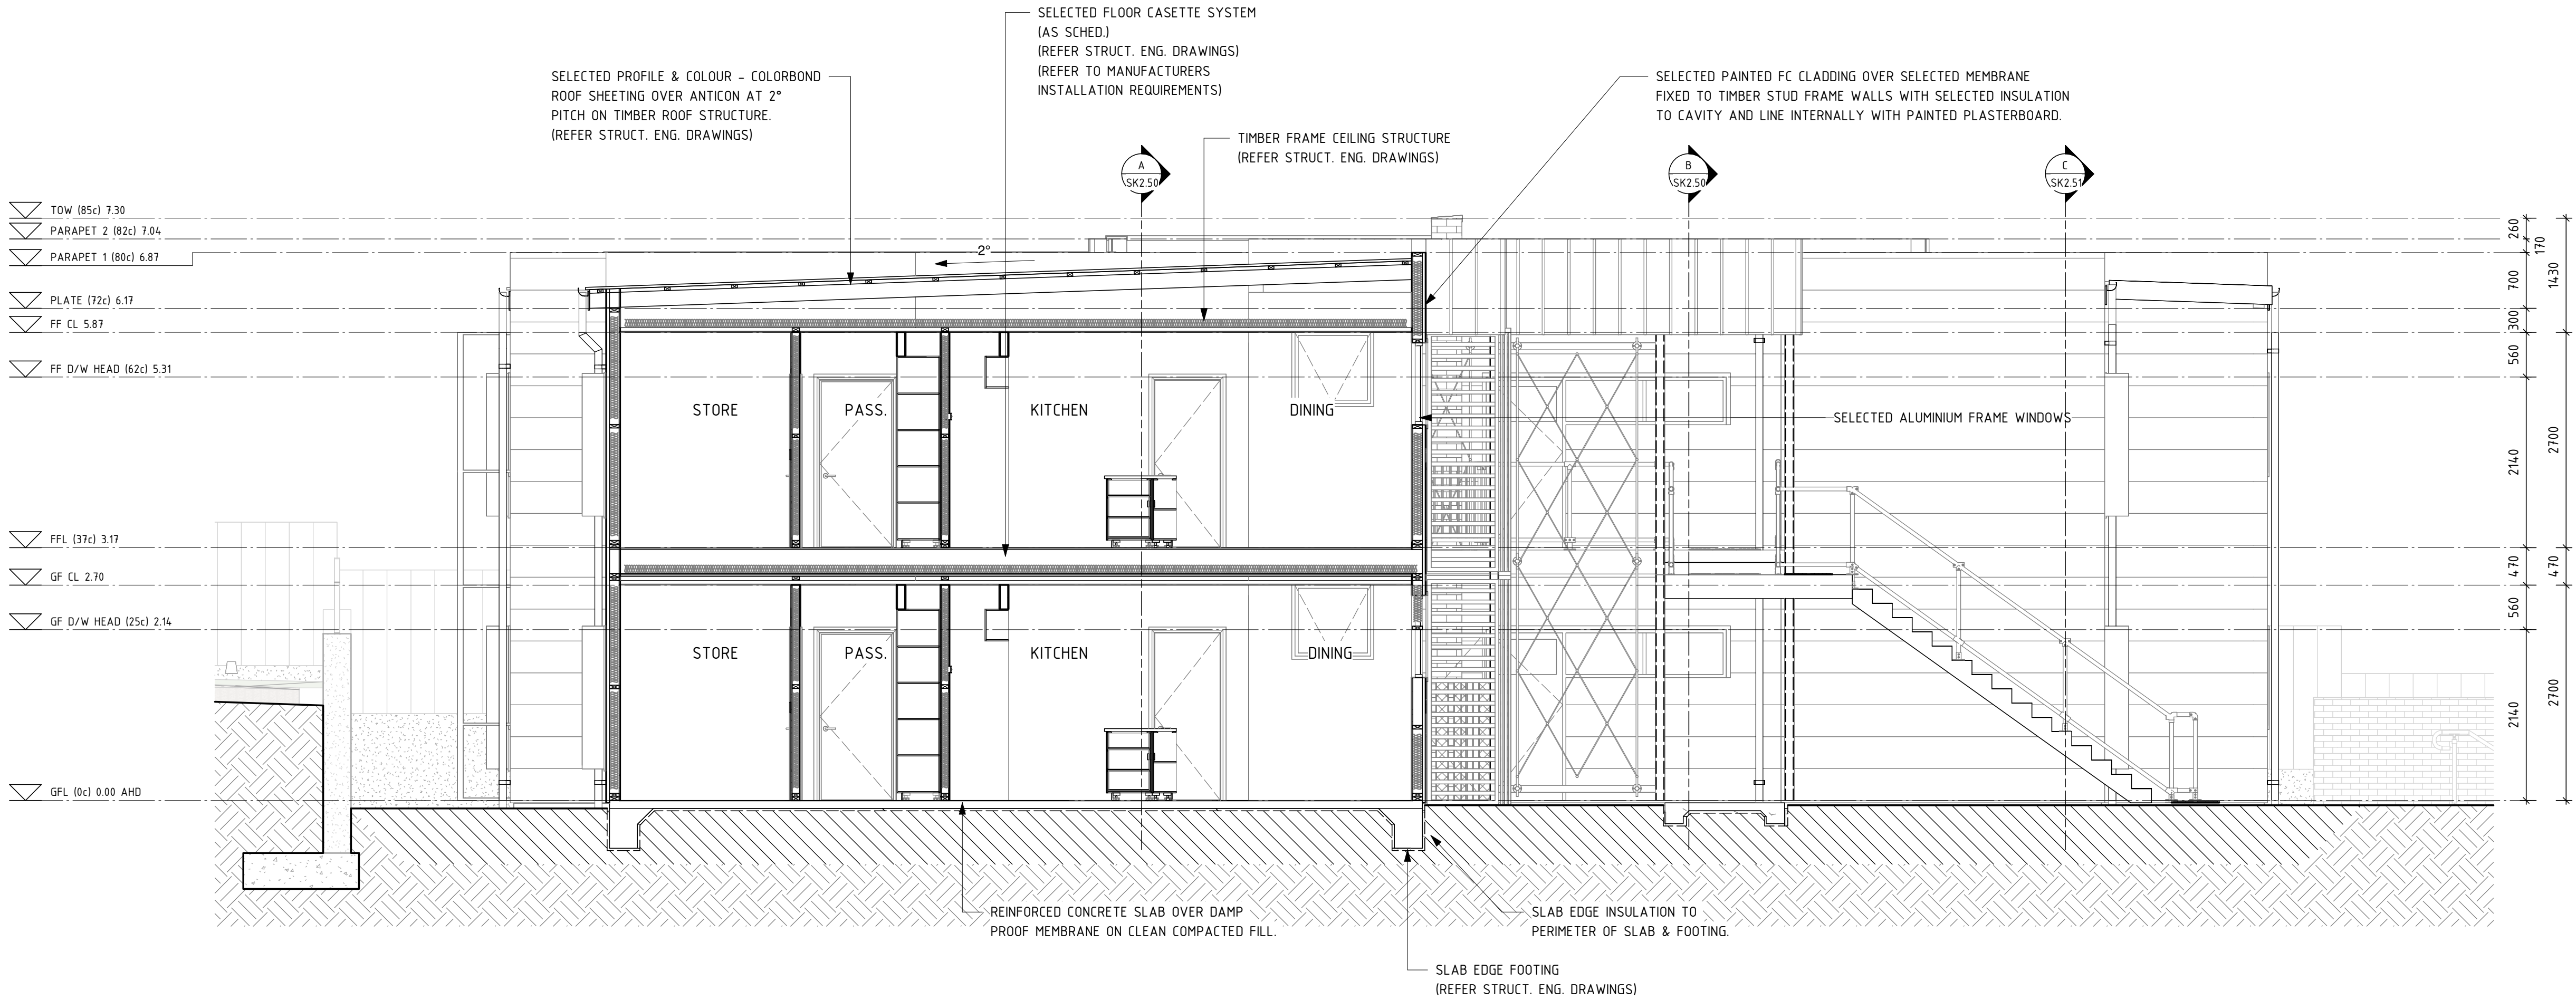 SELECTED FLOOR CASETTE SYSTEM
(AS SCHED.)
(REFER STRUCT. ENG. DRAWINGS)
(REFER TO MANUFACTURERS
INSTALLATION REQUIREMENTS)
SELECTED PROFILE & COLOUR - COLORBOND
ROOF SHEETING OVER ANTICON AT 2°
PITCH ON TIMBER ROOF STRUCTURE.
(REFER STRUCT. ENG. DRAWINGS)
SELECTED PAINTED FC CLADDING OVER SELECTED MEMBRANE
FIXED TO TIMBER STUD FRAME WALLS WITH SELECTED INSULATION
TO CAVITY AND LINE INTERNALLY WITH PAINTED PLASTERBOARD.
TIMBER FRAME CEILING STRUCTURE
(REFER STRUCT. ENG. DRAWINGS)
A
SK2.50
B
SK2.50
C
SK2.51
TOW (85c) 7.30
PARAPET 2 (82c) 7.04
PARAPET 1 (80c) 6.87
PLATE (72c) 6.17
FF CL 5.87
FF D/W HEAD (62c) 5.31
FFL (37c) 3.17
GF CL 2.70
GF D/W HEAD (25c) 2.14
GFL (0c) 0.00 AHD
2°
STORE
PASS.
KITCHEN
DINING
SELECTED ALUMINIUM FRAME WINDOWS
STORE
PASS.
KITCHEN
DINING
260
170
700
300
560
2140
470
560
2140
1430
2700
470
2700
REINFORCED CONCRETE SLAB OVER DAMP
PROOF MEMBRANE ON CLEAN COMPACTED FILL.
SLAB EDGE INSULATION TO
PERIMETER OF SLAB & FOOTING.
SLAB EDGE FOOTING
(REFER STRUCT. ENG. DRAWINGS)